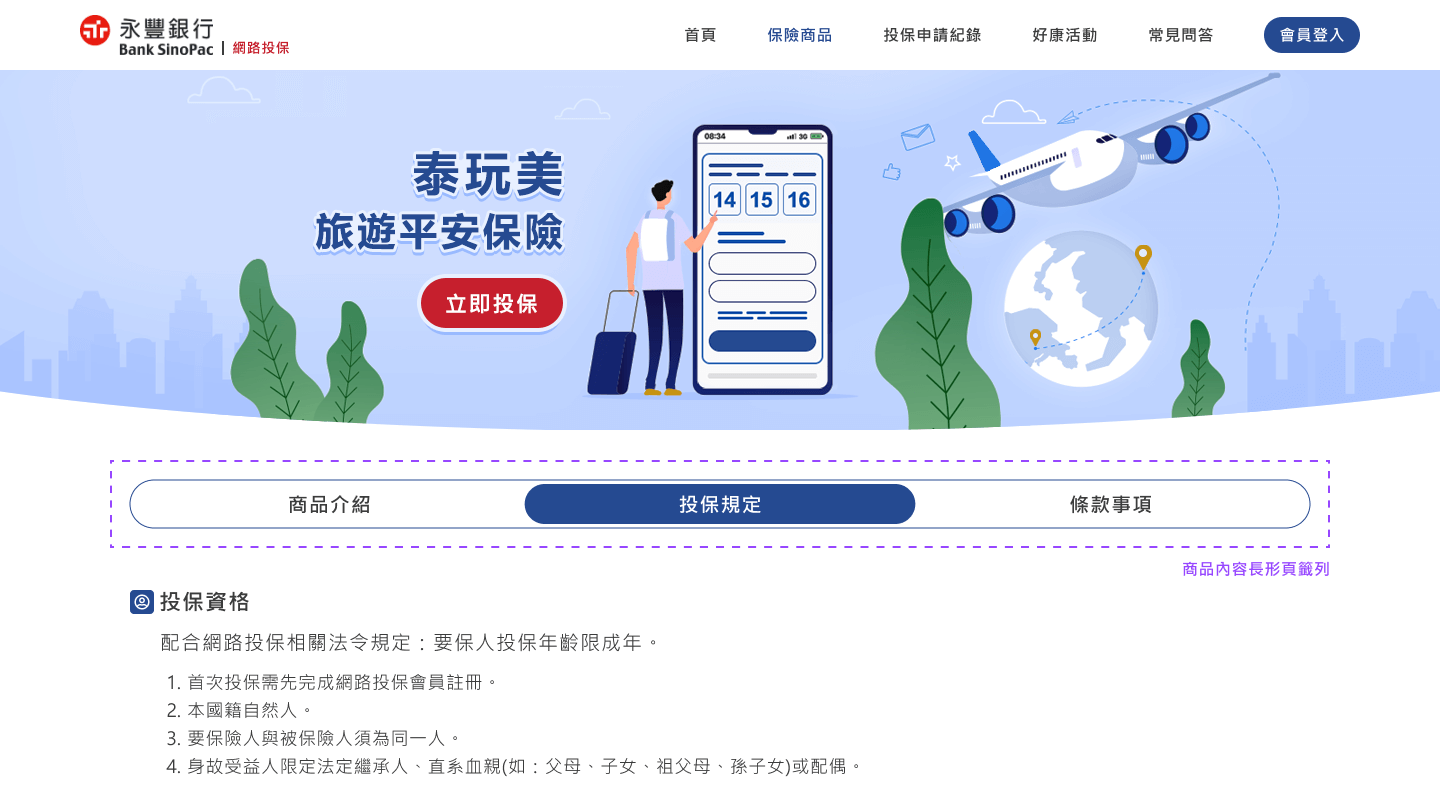 永豐銀行
Bank SinoPac
網路投保
首頁
保險商品
投保申請紀錄
好康活動
常見問答
會員登入
泰玩美
旅遊平安保險
立即投保
08:34
3G
14 15 16
商品介紹
投保規定
條款事項
商品內容長形頁籤列
投保資格
配合網路投保相關法令規定：要保人投保年齡限成年。
1. 首次投保需先完成網路投保會員註冊。
2. 本國籍自然人。
3. 要保險人與被保險人須為同一人。
4. 身故受益人限定法定繼承人、直系血親(如：父母、子女、祖父母、孫子女)或配偶。